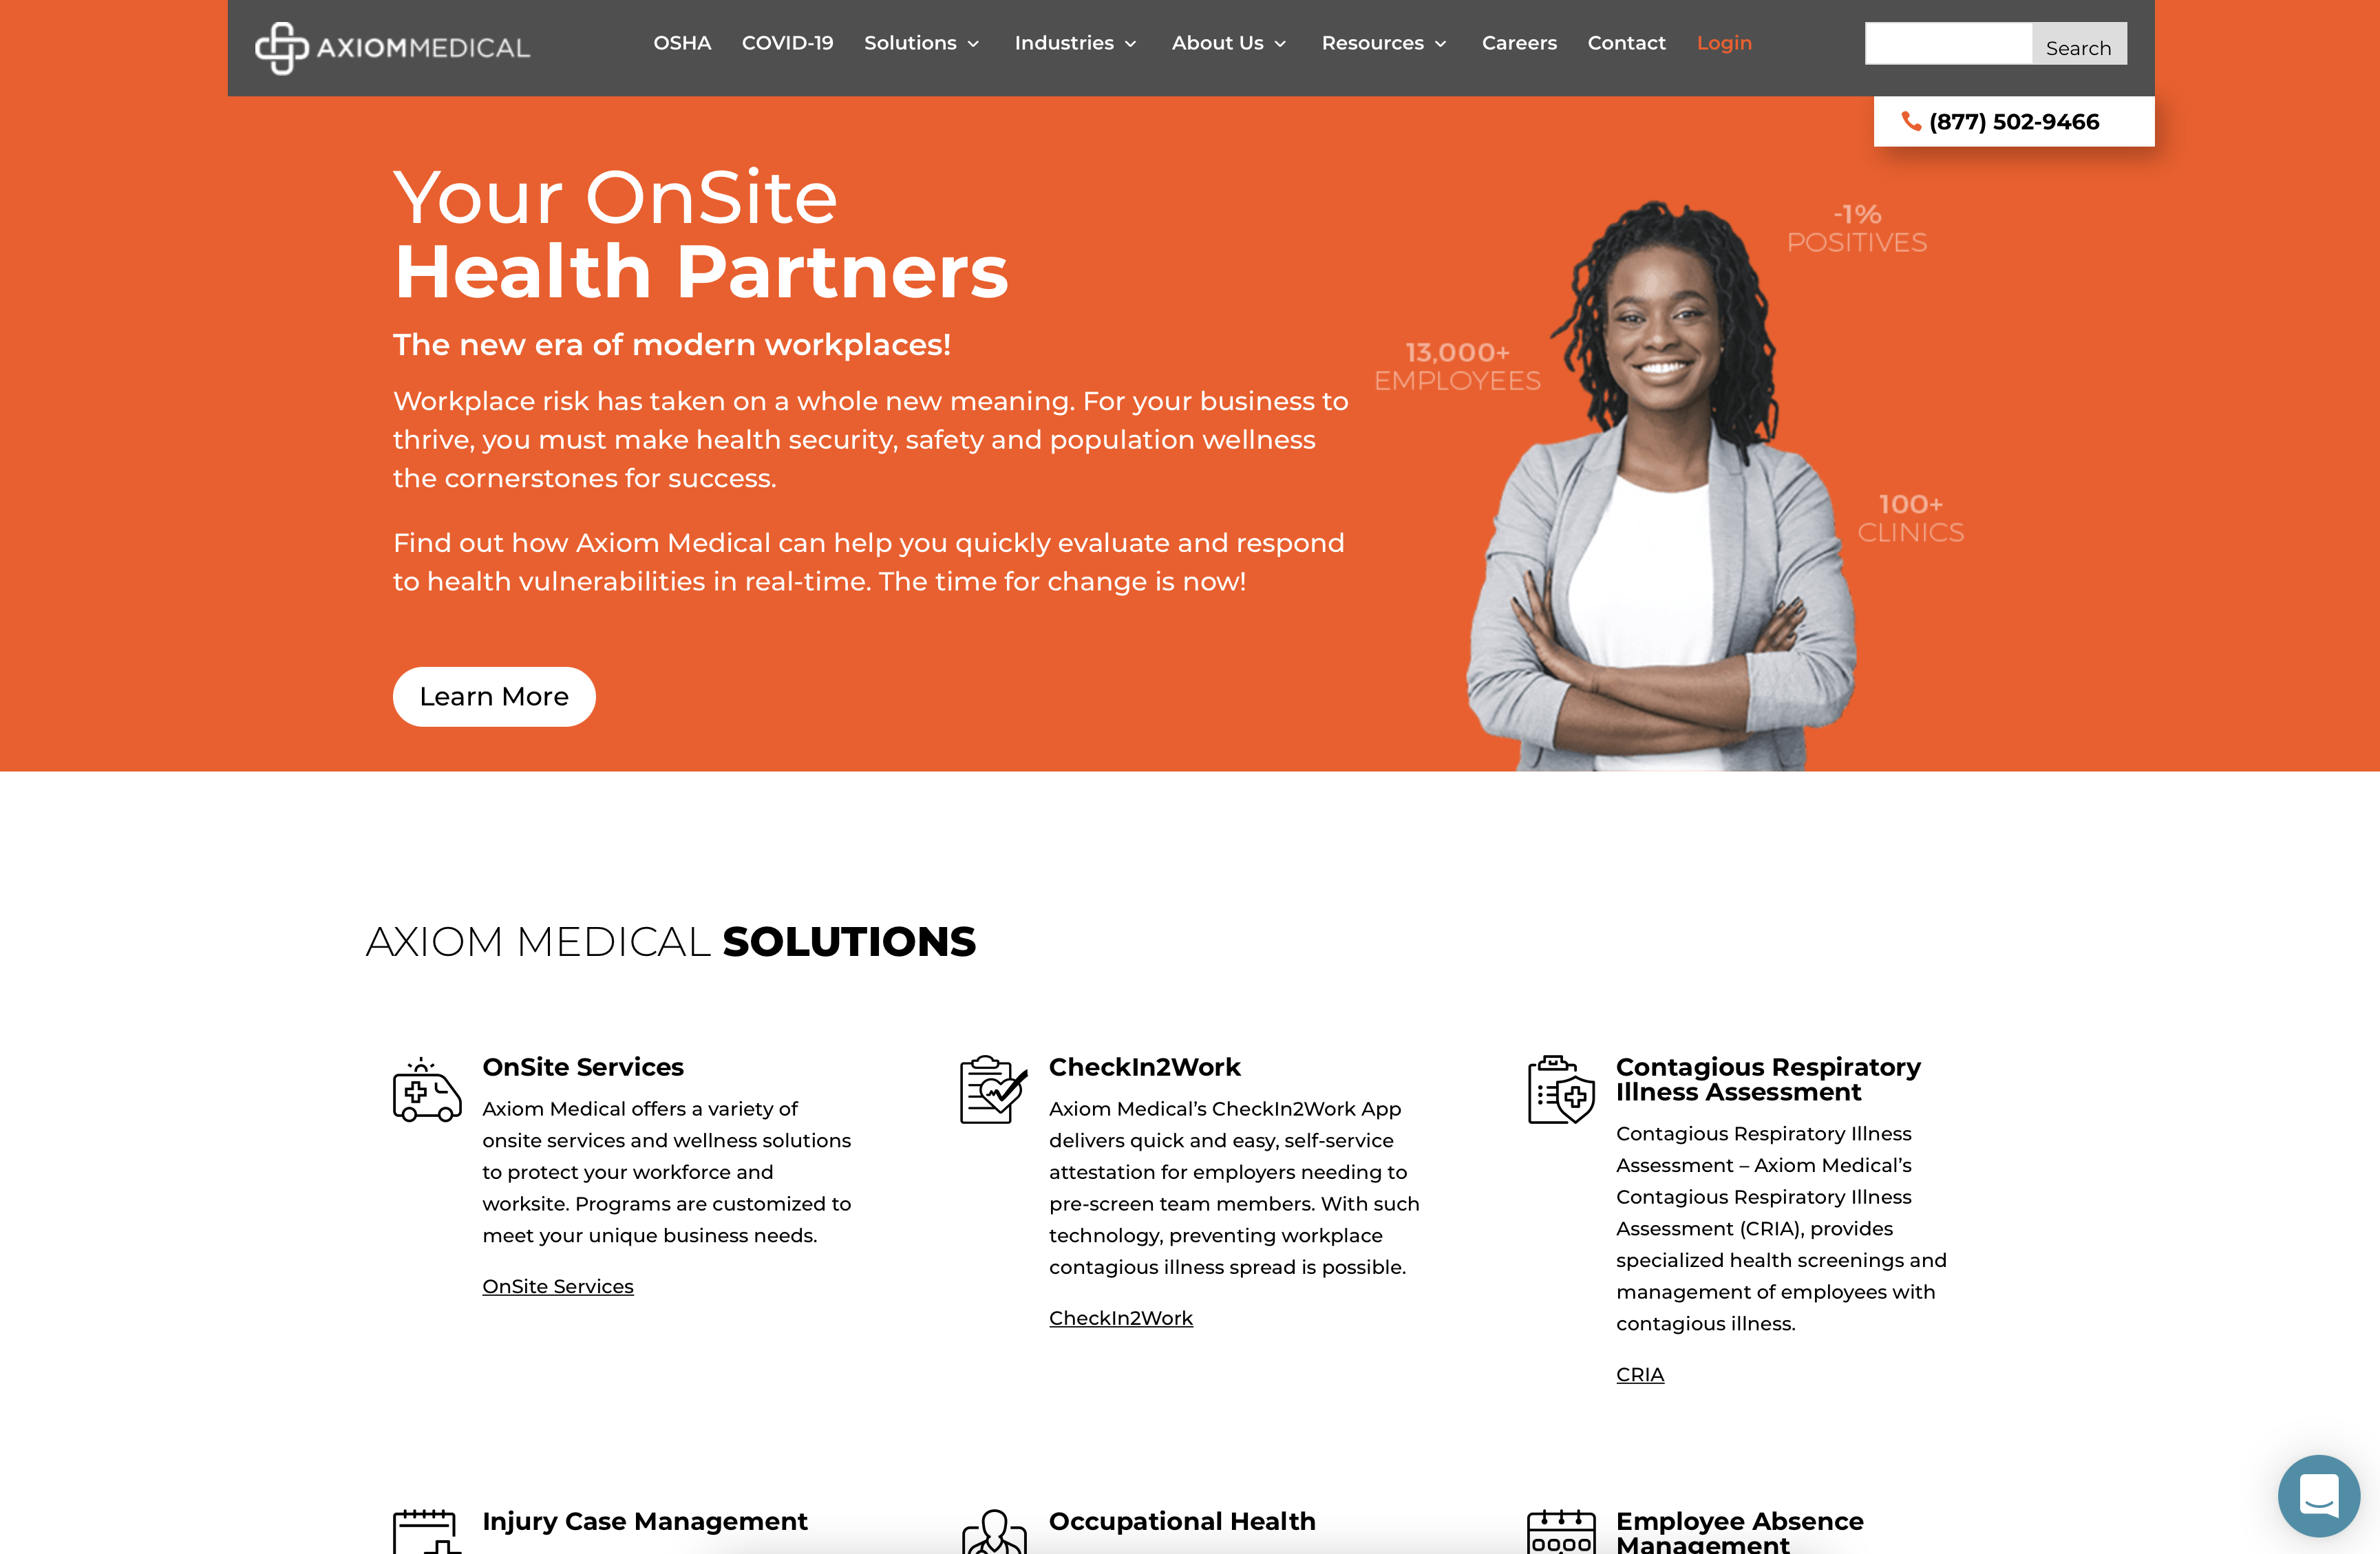 AXIOMMEDICAL
OSHA COVID-19 Solutions Industries About Us Resources Careers Contact Login
Search
(877) 502-9466
Your OnSite
Health Partners
The new era of modern workplaces!
Workplace risk has taken on a whole new meaning. For your business to
thrive, you must make health security, safety and population wellness
the cornerstones for success.
Find out how Axiom Medical can help you quickly evaluate and respond
to health vulnerabilities in real-time. The time for change is now!
Learn More
-1%
POSITIVES
13,000+
EMPLOYEES
100+
CLINICS
AXIOM MEDICAL SOLUTIONS
OnSite Services
Axiom Medical offers a variety of
onsite services and wellness solutions
to protect your workforce and
worksite. Programs are customized to
meet your unique business needs.
OnSite Services
CheckIn2Work
Axiom Medical’s CheckIn2Work App
delivers quick and easy, self-service
attestation for employers needing to
pre-screen team members. With such
technology, preventing workplace
contagious illness spread is possible.
CheckIn2Work
Contagious Respiratory
Illness Assessment
Contagious Respiratory Illness
Assessment – Axiom Medical’s
Contagious Respiratory Illness
Assessment (CRIA), provides
specialized health screenings and
management of employees with
contagious illness.
CRIA
Injury Case Management
Occupational Health
Employee Absence
Management